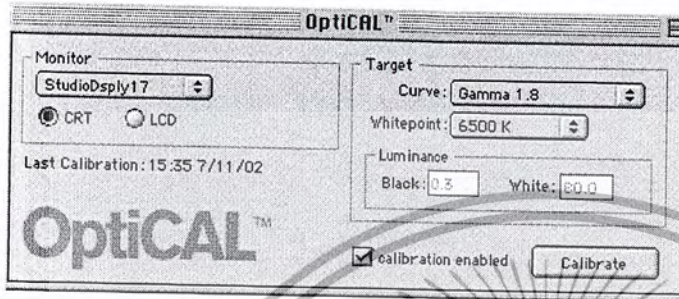 OptiCAL™
Monitor
StudioDsply17
CRT LCD
Last Calibration: 15:35 7/11/02
OptiCAL™
Target
Curve: Gamma 1.8
Whitepoint: 6500 K
Luminance
Black: 0.3 White: 80.0
calibration enabled Calibrate